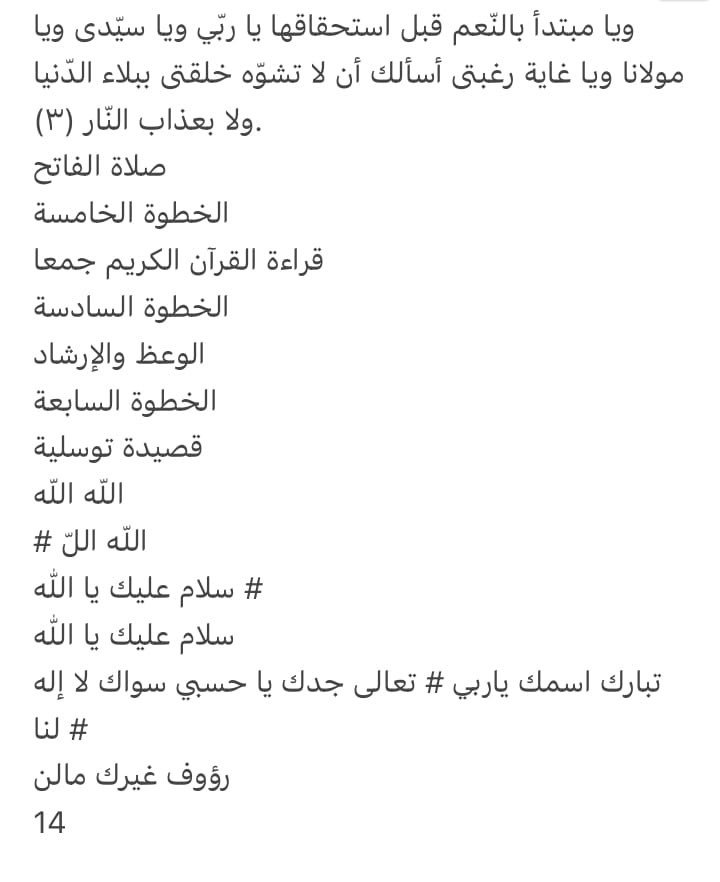 ويا مبتدأ بالنّعم قبل استحقاقها يا ربّي ويا سيّدى ويا
مولانا ويا غاية رغبتى أسألك أن لا تشوّه خلقتى ببلاء الدّنيا
ولا بعذاب النّار (٣).
صلاة الفاتح
الخطوة الخامسة
قراءة القرآن الكريم جمعا
الخطوة السادسة
الوعظ والإرشاد
الخطوة السابعة
قصيدة توسلية
اللّه اللّه
اللّه اللّ #
# سلام عليك يا اللّه
سلام عليك يا اللّه
تبارك اسمك ياربي # تعالى جدك يا حسبي سواك لا إله
# لنا
رؤوف غيرك مالن
14